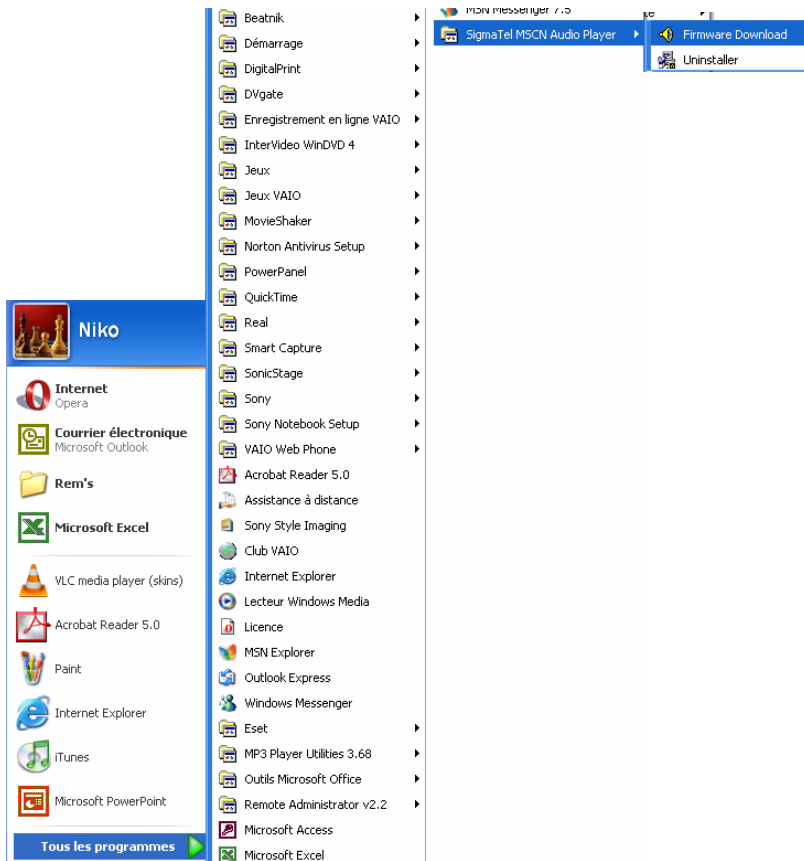 Niko
Internet
Opera
Courrier électronique
Microsoft Outlook
Rem's
Microsoft Excel
VLC media player (skins)
Acrobat Reader 5.0
Paint
Internet Explorer
iTunes
Microsoft PowerPoint
Tous les programmes
Beatnik
Démarrage
DigitalPrint
DVgate
Enregistrement en ligne VAIO
InterVideo WinDVD 4
Jeux
Jeux VAIO
MovieShaker
Norton Antivirus Setup
PowerPanel
QuickTime
Real
Smart Capture
SonicStage
Sony
Sony Notebook Setup
VAIO Web Phone
Acrobat Reader 5.0
Assistance à distance
Sony Style Imaging
Club VAIO
Internet Explorer
Lecteur Windows Media
Licence
MSN Explorer
Outlook Express
Windows Messenger
Eset
MP3 Player Utilities 3.68
Outils Microsoft Office
Remote Administrator v2.2
Microsoft Access
Microsoft Excel
MSN Messenger 7.5
SigmaTel MSCN Audio Player
Firmware Download
Uninstaller